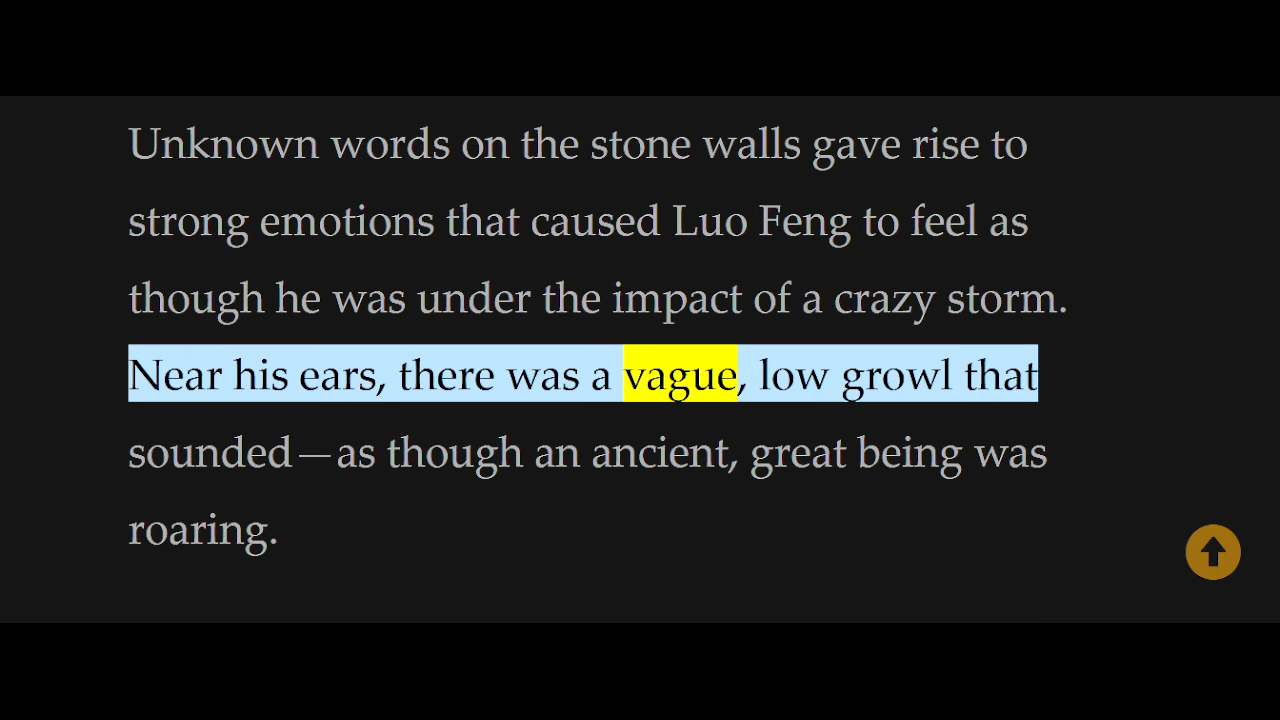 Unknown words on the stone walls gave rise to
strong emotions that caused Luo Feng to feel as
though he was under the impact of a crazy storm.
Near his ears, there was a vague, low growl that
sounded—as though an ancient, great being was
roaring.